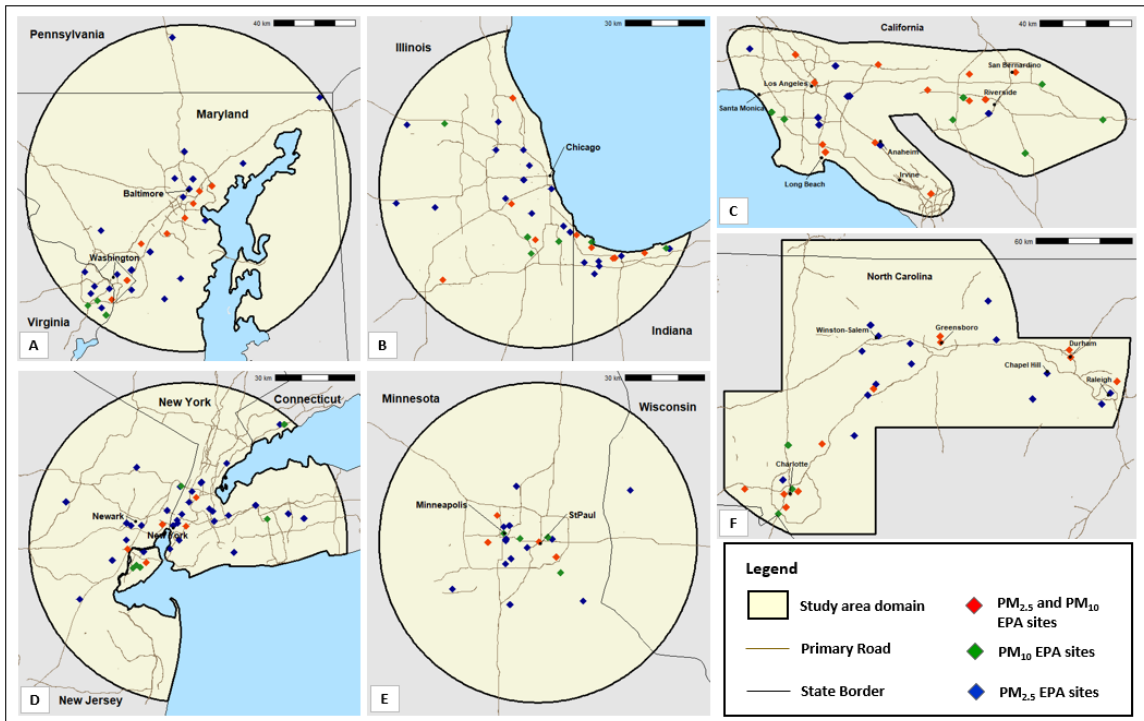 40 km
Pennsylvania
Maryland
Baltimore
Washington
Virginia
A
30 km
Illinois
Chicago
Indiana
B
40 km
California
San Bernardino
Los Angeles
Riverside
Santa Monica
Anaheim
Long Beach
Irvine
C
30 km
New York
Connecticut
Newark
New York
New Jersey
D
30 km
Minnesota
Wisconsin
Minneapolis
StPaul
E
60 km
North Carolina
Winston-Salem
Greensboro
Durham
Chapel Hill
Raleigh
Charlotte
F
Legend
Study area domain
Primary Road
State Border
PM2.5 and PM10
EPA sites
PM10 EPA sites
PM2.5 EPA sites